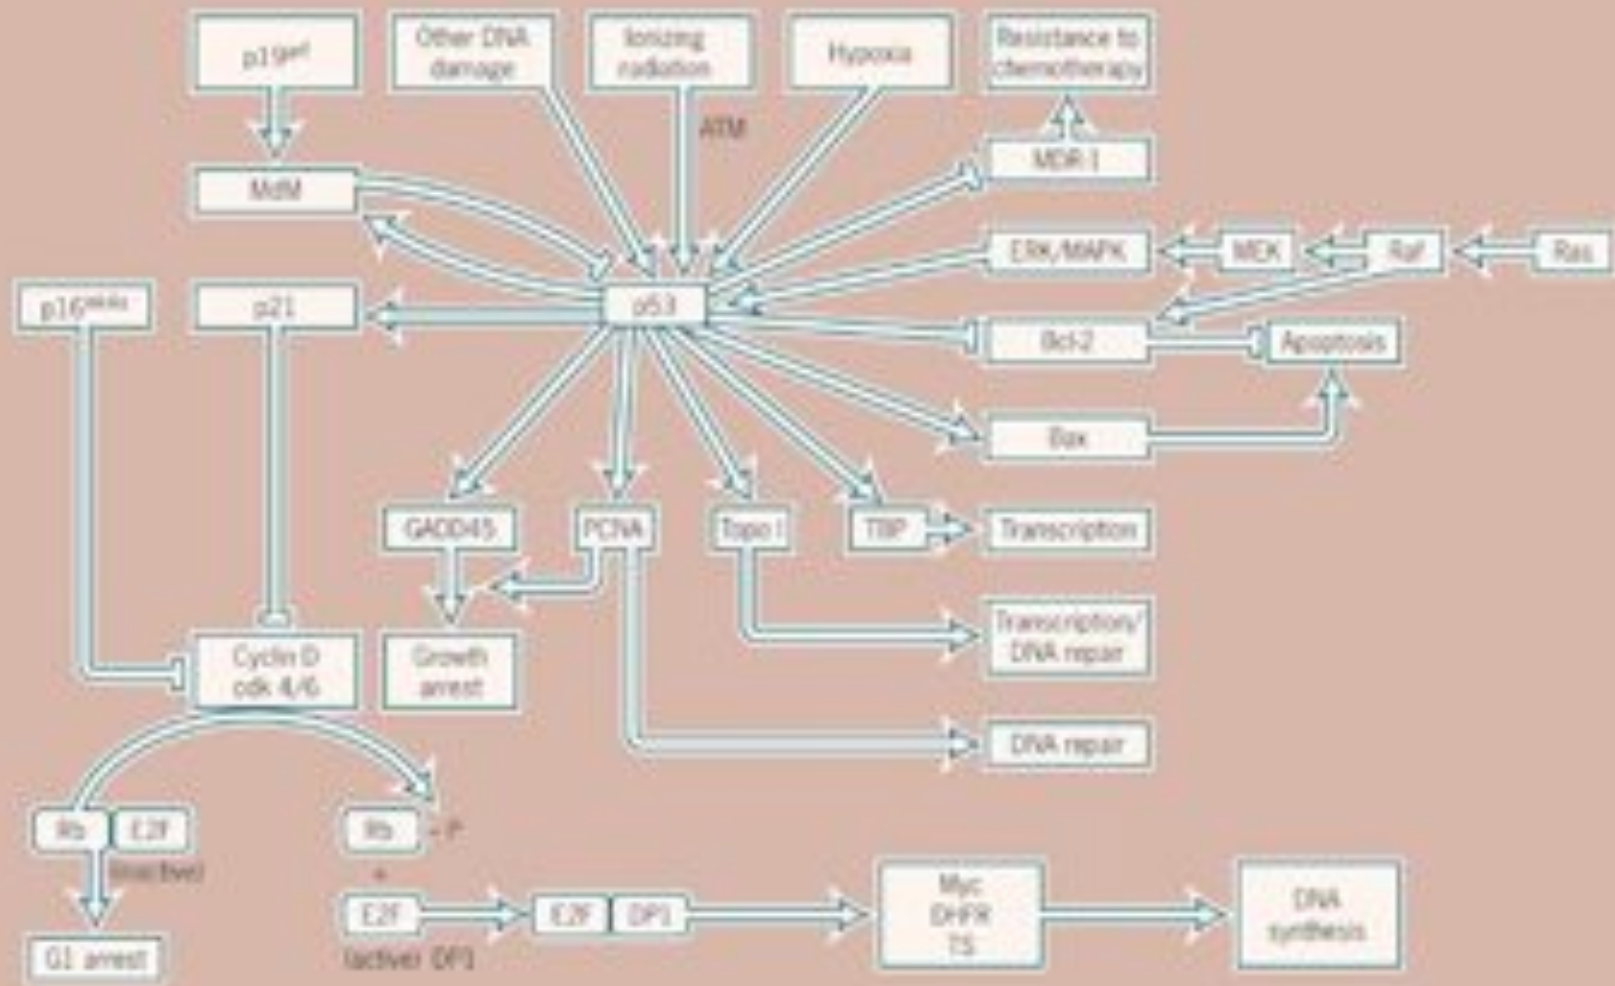 p19ᵃʳᶠ
Other DNA
damage
Ionizing
radiation
Hypoxia
Resistance to
chemotherapy
ATM
MdM
MDR-1
ERK/MAPK
MEK
Raf
Ras
p16
p21
p53
Bcl-2
Apoptosis
Bax
GADD45
PCNA
Topo I
TBP
Transcription
Transcription/
DNA repair
Cyclin D
cdk 4/6
Growth
arrest
DNA repair
Rb
E2F
Rb
- P
(inactive)
+
Myc
DHFR
TS
DNA
synthesis
E2F
E2F
DP1
G1 arrest
(active) DP1